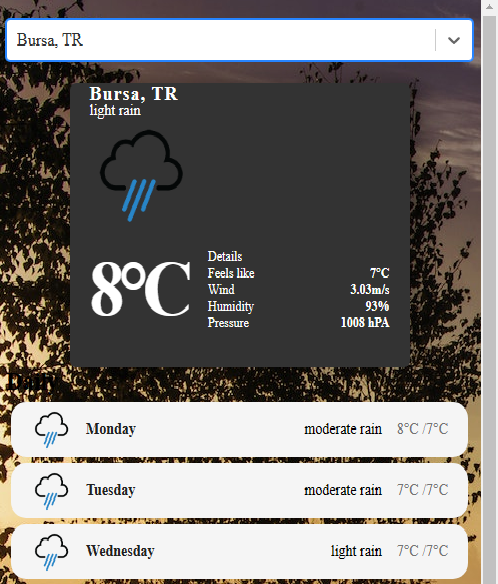 Bursa, TR
Bursa, TR
light rain
8°C
Details
Feels like 7°C
Wind 3.03m/s
Humidity 93%
Pressure 1008 hPA
Monday moderate rain 8°C /7°C
Tuesday moderate rain 7°C /7°C
Wednesday light rain 7°C /7°C